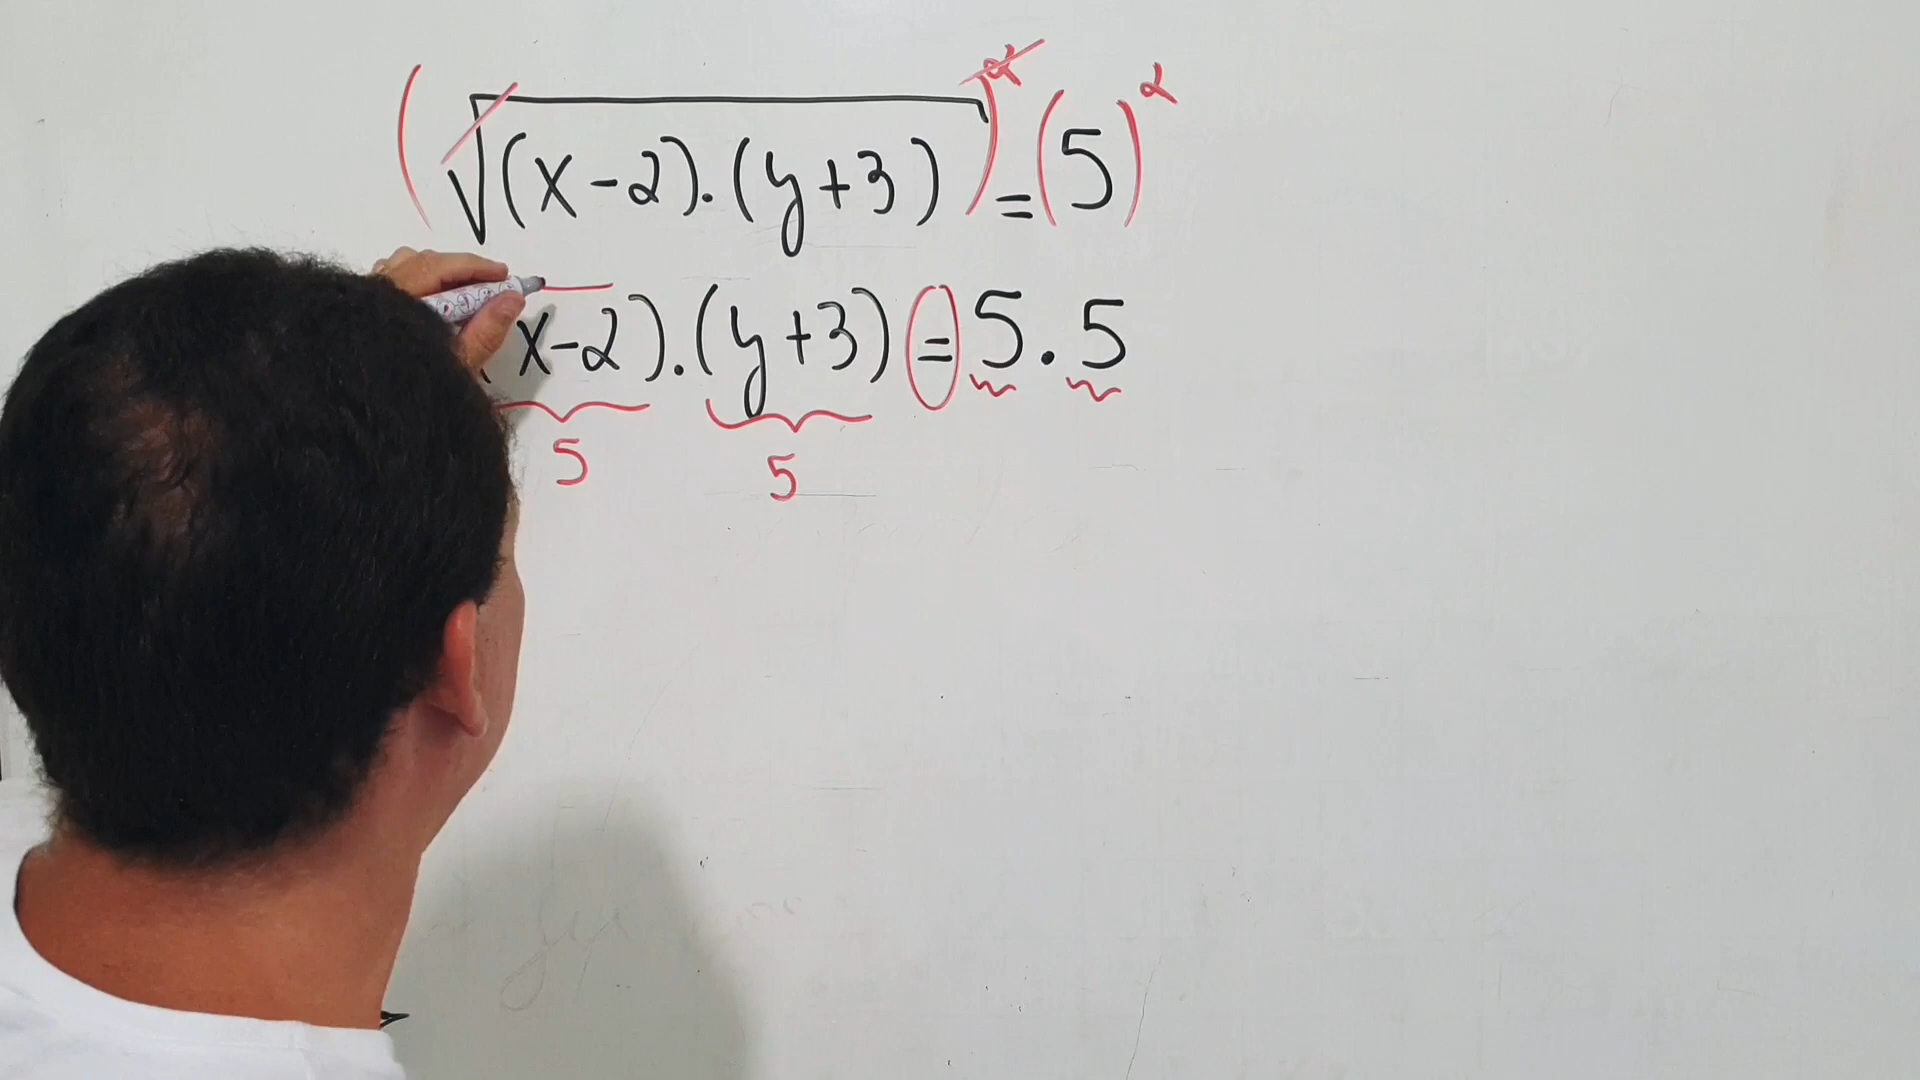 (√(x-2).(y+3))² = (5)²
(x-2).(y+3) = 5.5
5 5